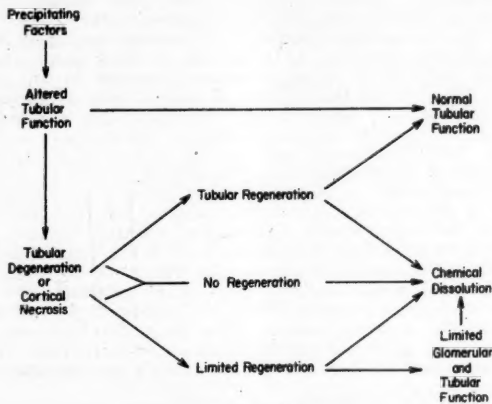 Precipitating
Factors
Altered
Tubular
Function
Normal
Tubular
Function
Tubular Regeneration
Tubular
Degeneration
or
Cortical
Necrosis
No Regeneration
Chemical
Dissolution
Limited Regeneration
Limited
Glomerular
and
Tubular
Function